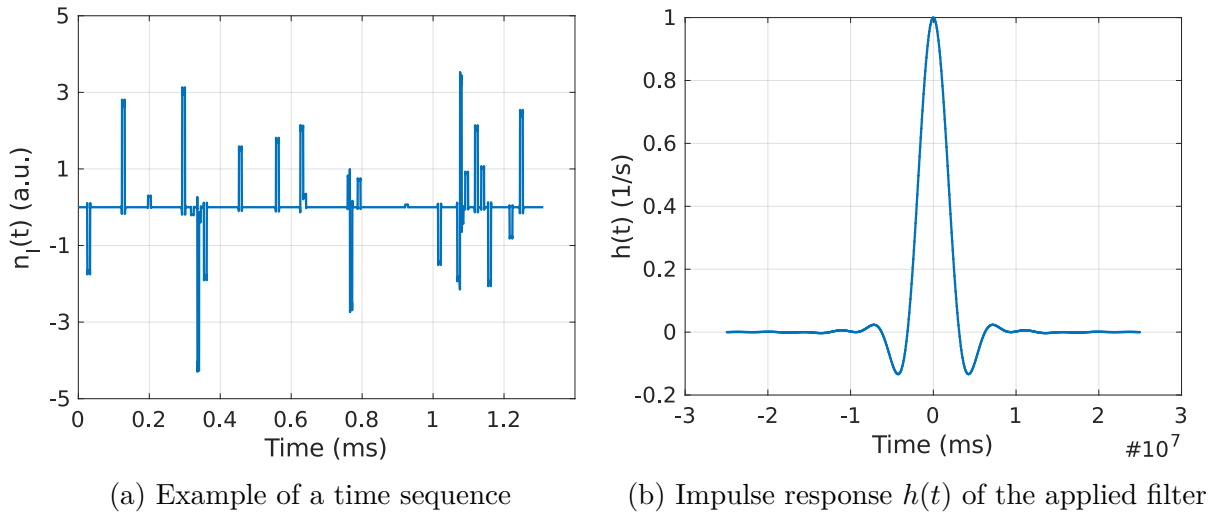 5
3
1
-1
-3
-5
n_l(t) (a.u.)
0 0.2 0.4 0.6 0.8 1 1.2
Time (ms)
(a) Example of a time sequence
1
0.8
0.6
0.4
0.2
0
-0.2
h(t) (1/s)
-3 -2 -1 0 1 2 3
Time (ms) #10^7
(b) Impulse response h(t) of the applied filter